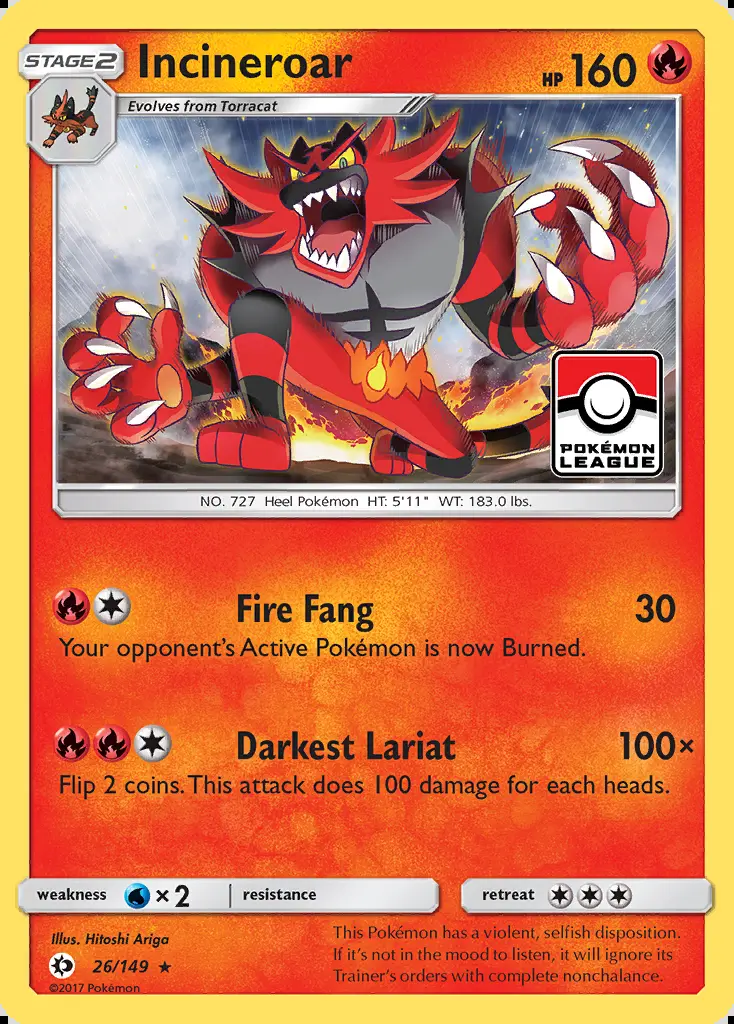 STAGE2
Incineroar
HP 160
Evolves from Torracat
POKÉMON
LEAGUE
NO. 727 Heel Pokémon HT: 5'11" WT: 183.0 lbs.
Fire Fang 30
Your opponent's Active Pokémon is now Burned.
Darkest Lariat 100×
Flip 2 coins. This attack does 100 damage for each heads.
weakness ×2 resistance retreat
Illus. Hitoshi Ariga
26/149 ★
©2017 Pokémon
This Pokémon has a violent, selfish disposition.
If it's not in the mood to listen, it will ignore its
Trainer's orders with complete nonchalance.